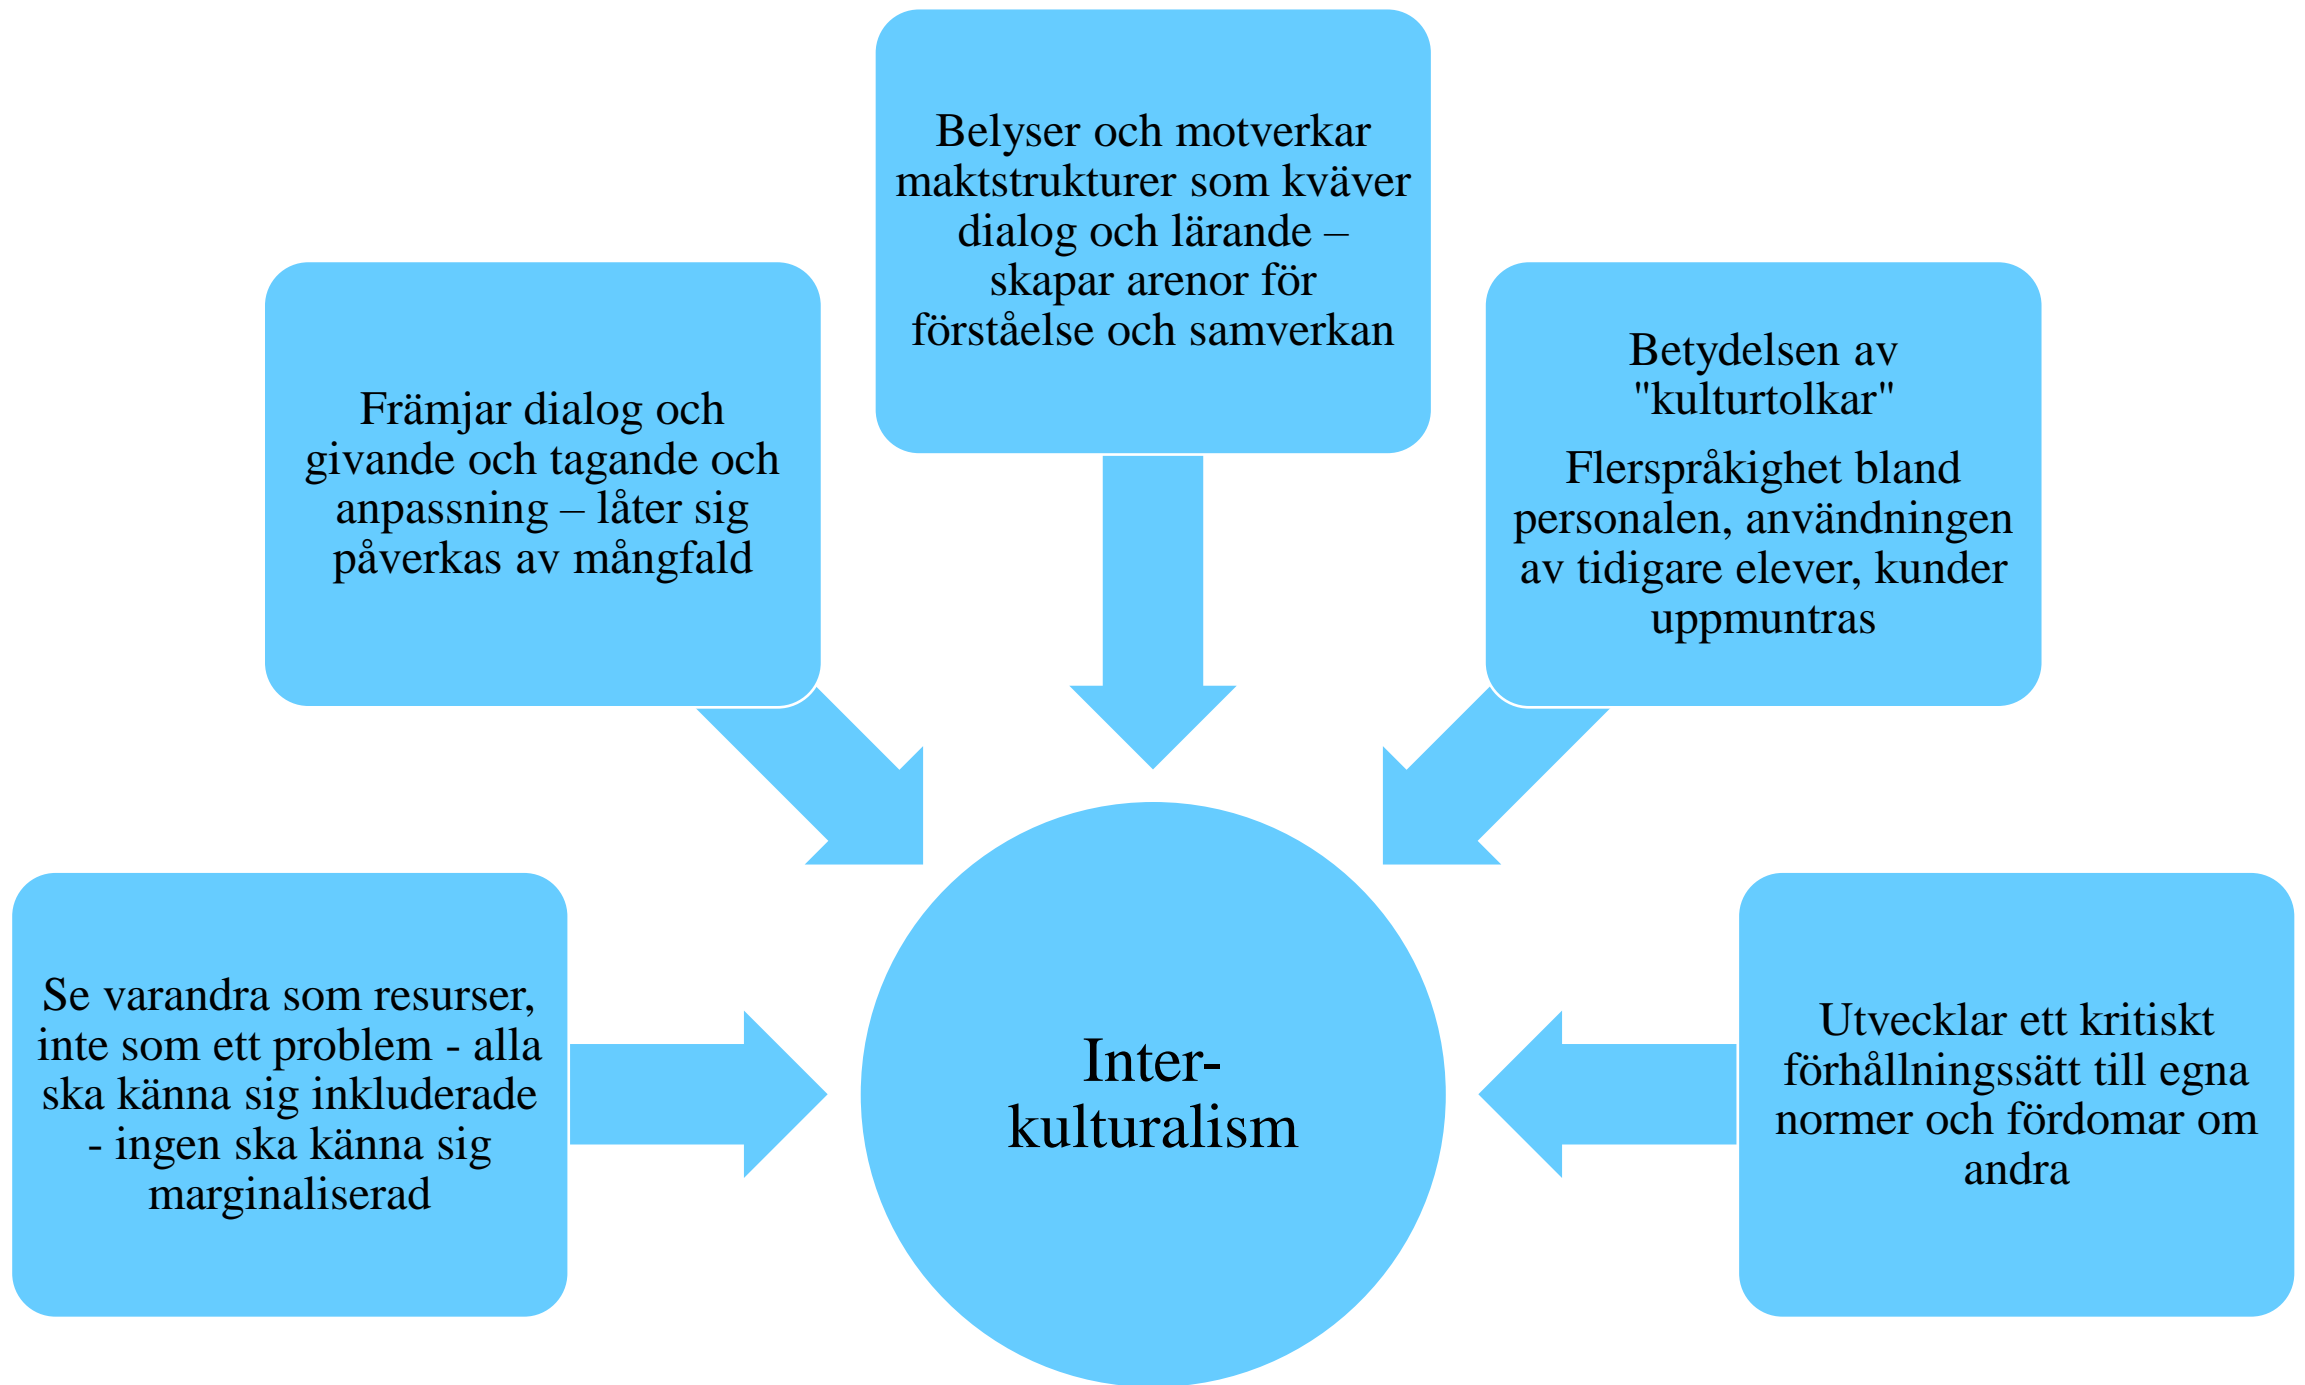 Belyser och motverkar
maktstrukturer som kväver
dialog och lärande –
skapar arenor för
förståelse och samverkan
Främjar dialog och
givande och tagande och
anpassning – låter sig
påverkas av mångfald
Betydelsen av
"kulturtolkar"
Flerspråkighet bland
personalen, användningen
av tidigare elever, kunder
uppmuntras
Se varandra som resurser,
inte som ett problem - alla
ska känna sig inkluderade
- ingen ska känna sig
marginaliserad
Inter-
kulturalism
Utvecklar ett kritiskt
förhållningssätt till egna
normer och fördomar om
andra